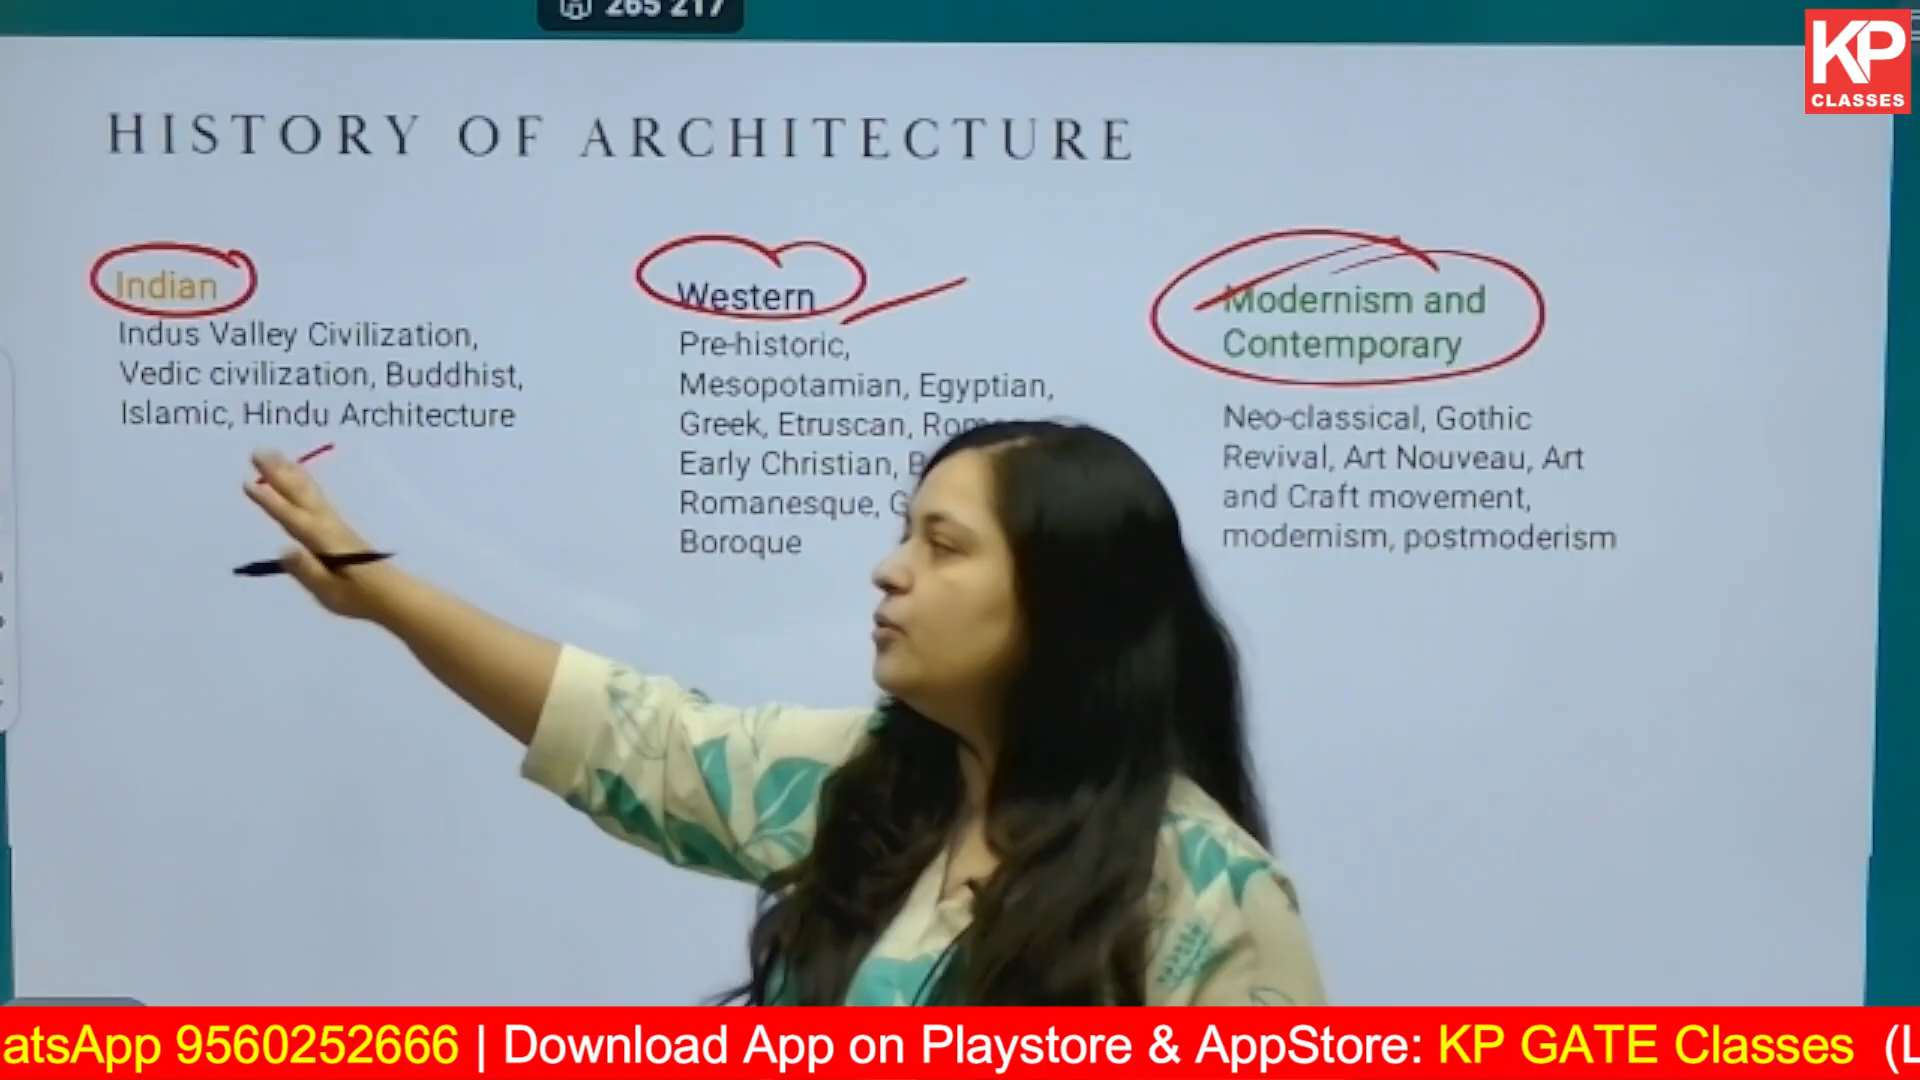 265 217
KP
CLASSES
HISTORY OF ARCHITECTURE
Indian
Indus Valley Civilization,
Vedic civilization, Buddhist,
Islamic, Hindu Architecture
Western
Pre-historic,
Mesopotamian, Egyptian,
Greek, Etruscan,
Early Christian,
Romanesque,
Boroque
Modernism and
Contemporary
Neo-classical, Gothic
Revival, Art Nouveau, Art
and Craft movement,
modernism, postmoderism
atsApp 9560252666 | Download App on Playstore & AppStore: KP GATE Classes (L